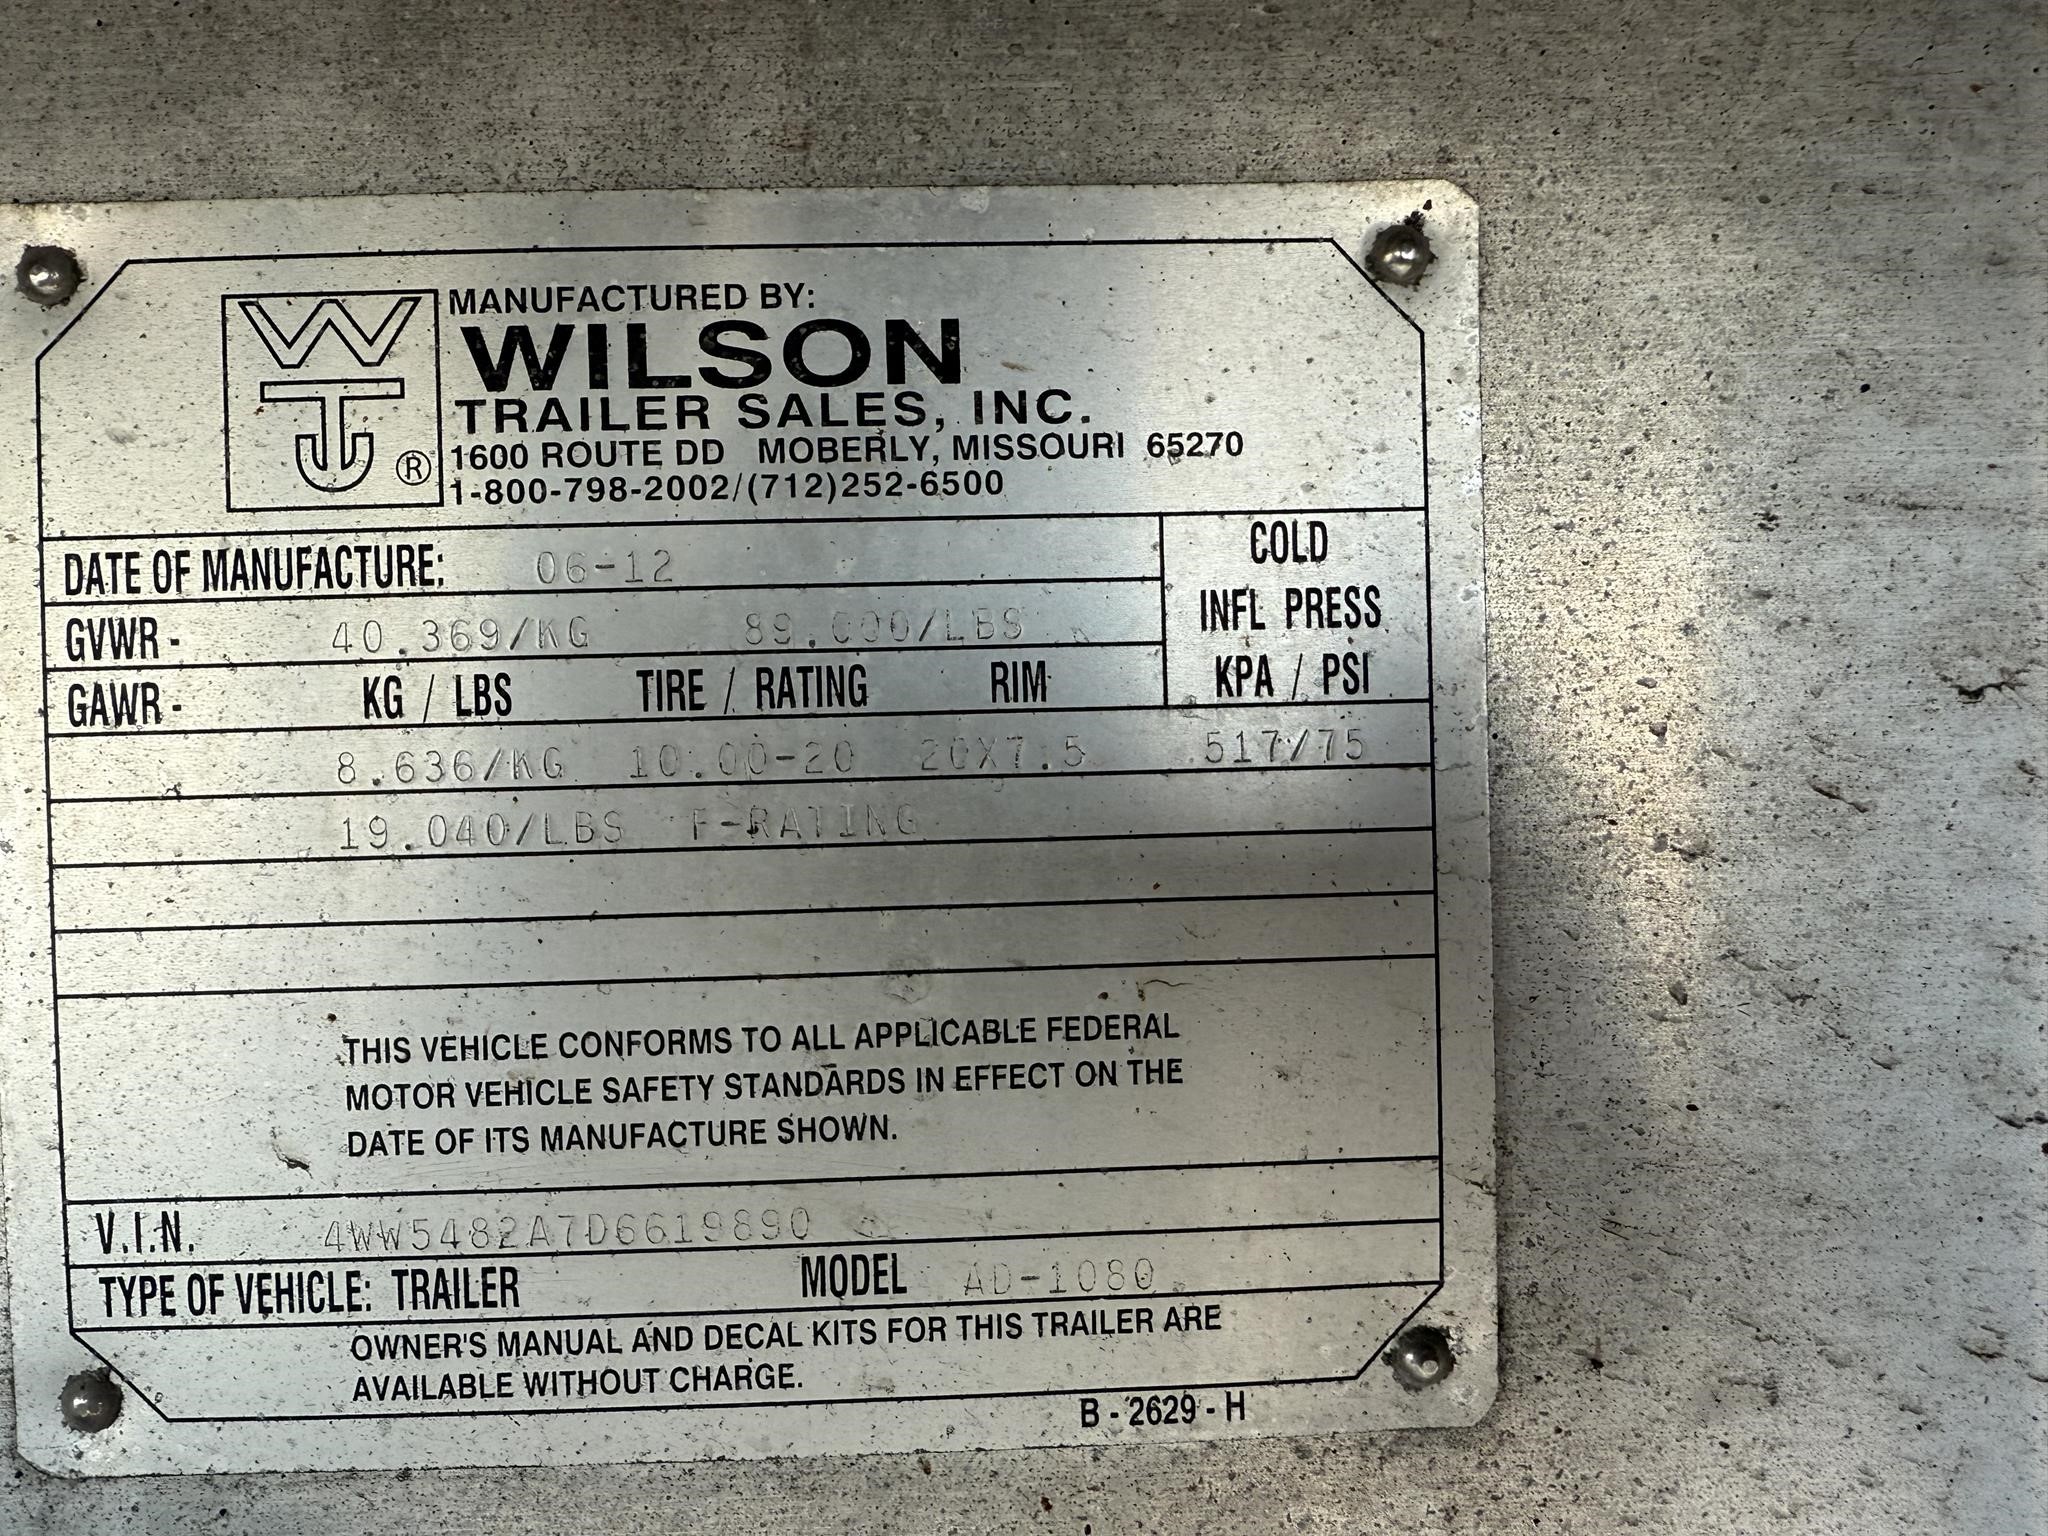 WTJ ®
MANUFACTURED BY:
WILSON
TRAILER SALES, INC.
1600 ROUTE DD MOBERLY, MISSOURI 65270
1-800-798-2002/(712)252-6500
DATE OF MANUFACTURE: 06-12
COLD
INFL PRESS
KPA / PSI
GVWR - 40.369/KG 89.000/LBS
GAWR - KG / LBS TIRE / RATING RIM
8.636/KG 10.00-20 20X7.5 517/75
19.040/LBS F-RATING
THIS VEHICLE CONFORMS TO ALL APPLICABLE FEDERAL
MOTOR VEHICLE SAFETY STANDARDS IN EFFECT ON THE
DATE OF ITS MANUFACTURE SHOWN.
V.I.N. 4WW5482A7D6619890
TYPE OF VEHICLE: TRAILER MODEL AD-1080
OWNER'S MANUAL AND DECAL KITS FOR THIS TRAILER ARE
AVAILABLE WITHOUT CHARGE.
B - 2629 - H